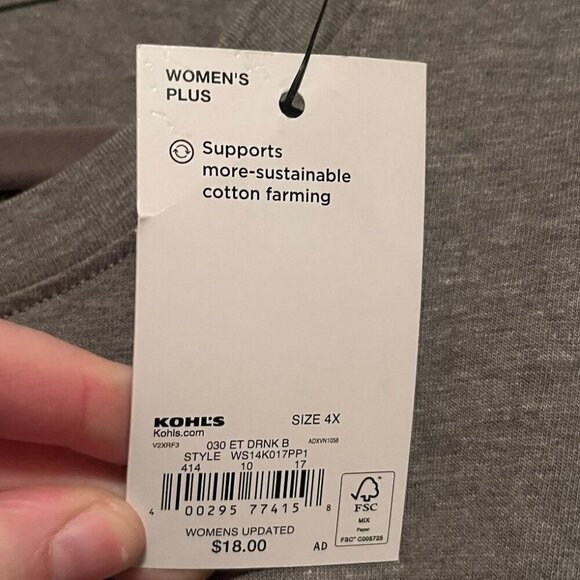 WOMEN'S
PLUS
Supports
more-sustainable
cotton farming
KOHL'S
SIZE 4X
Kohls.com
V2XRF3 030 ET DRNK B ADXVN1058
STYLE WS14K017PP1
414 10 17
4 00295 77415 8
WOMENS UPDATED
$18.00 AD
FSC
MIX
Paper
FSC® C005725